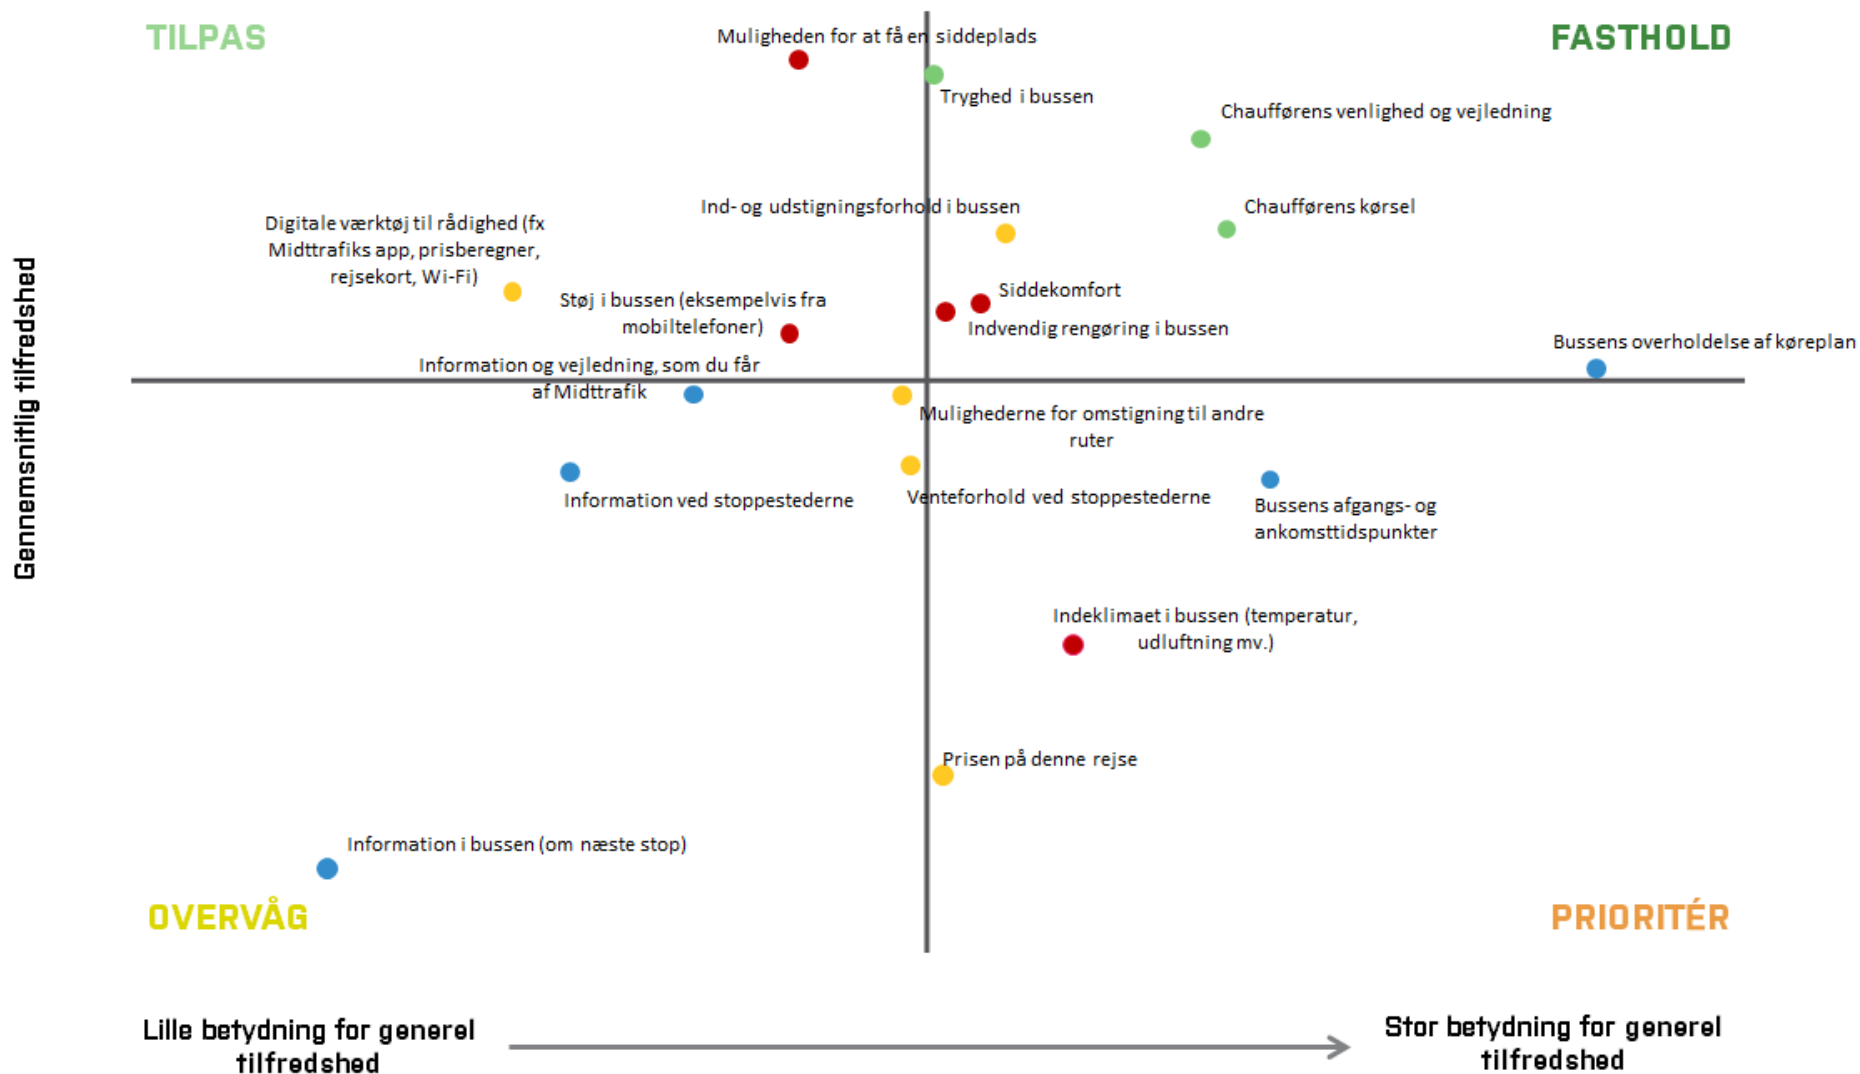 TILPAS
FASTHOLD
Muligheden for at få en siddeplads
Tryghed i bussen
Chaufførens venlighed og vejledning
Ind- og udstigningsforhold i bussen
Chaufførens kørsel
Digitale værktøj til rådighed (fx
Midttrafiks app, prisberegner,
rejsekort, Wi-Fi)
Støj i bussen (eksempelvis fra
mobiltelefoner)
Siddekomfort
Indvendig rengøring i bussen
Bussens overholdelse af køreplan
Information og vejledning, som du får
af Midttrafik
Mulighederne for omstigning til andre
ruter
Information ved stoppestederne
Venteforhold ved stoppestederne
Bussens afgangs- og
ankomsttidspunkter
Indeklimaet i bussen (temperatur,
udluftning mv.)
Prisen på denne rejse
Information i bussen (om næste stop)
OVERVÅG
PRIORITÉR
Gennemsnitlig tilfredshed
Lille betydning for generel
tilfredshed
Stor betydning for generel
tilfredshed